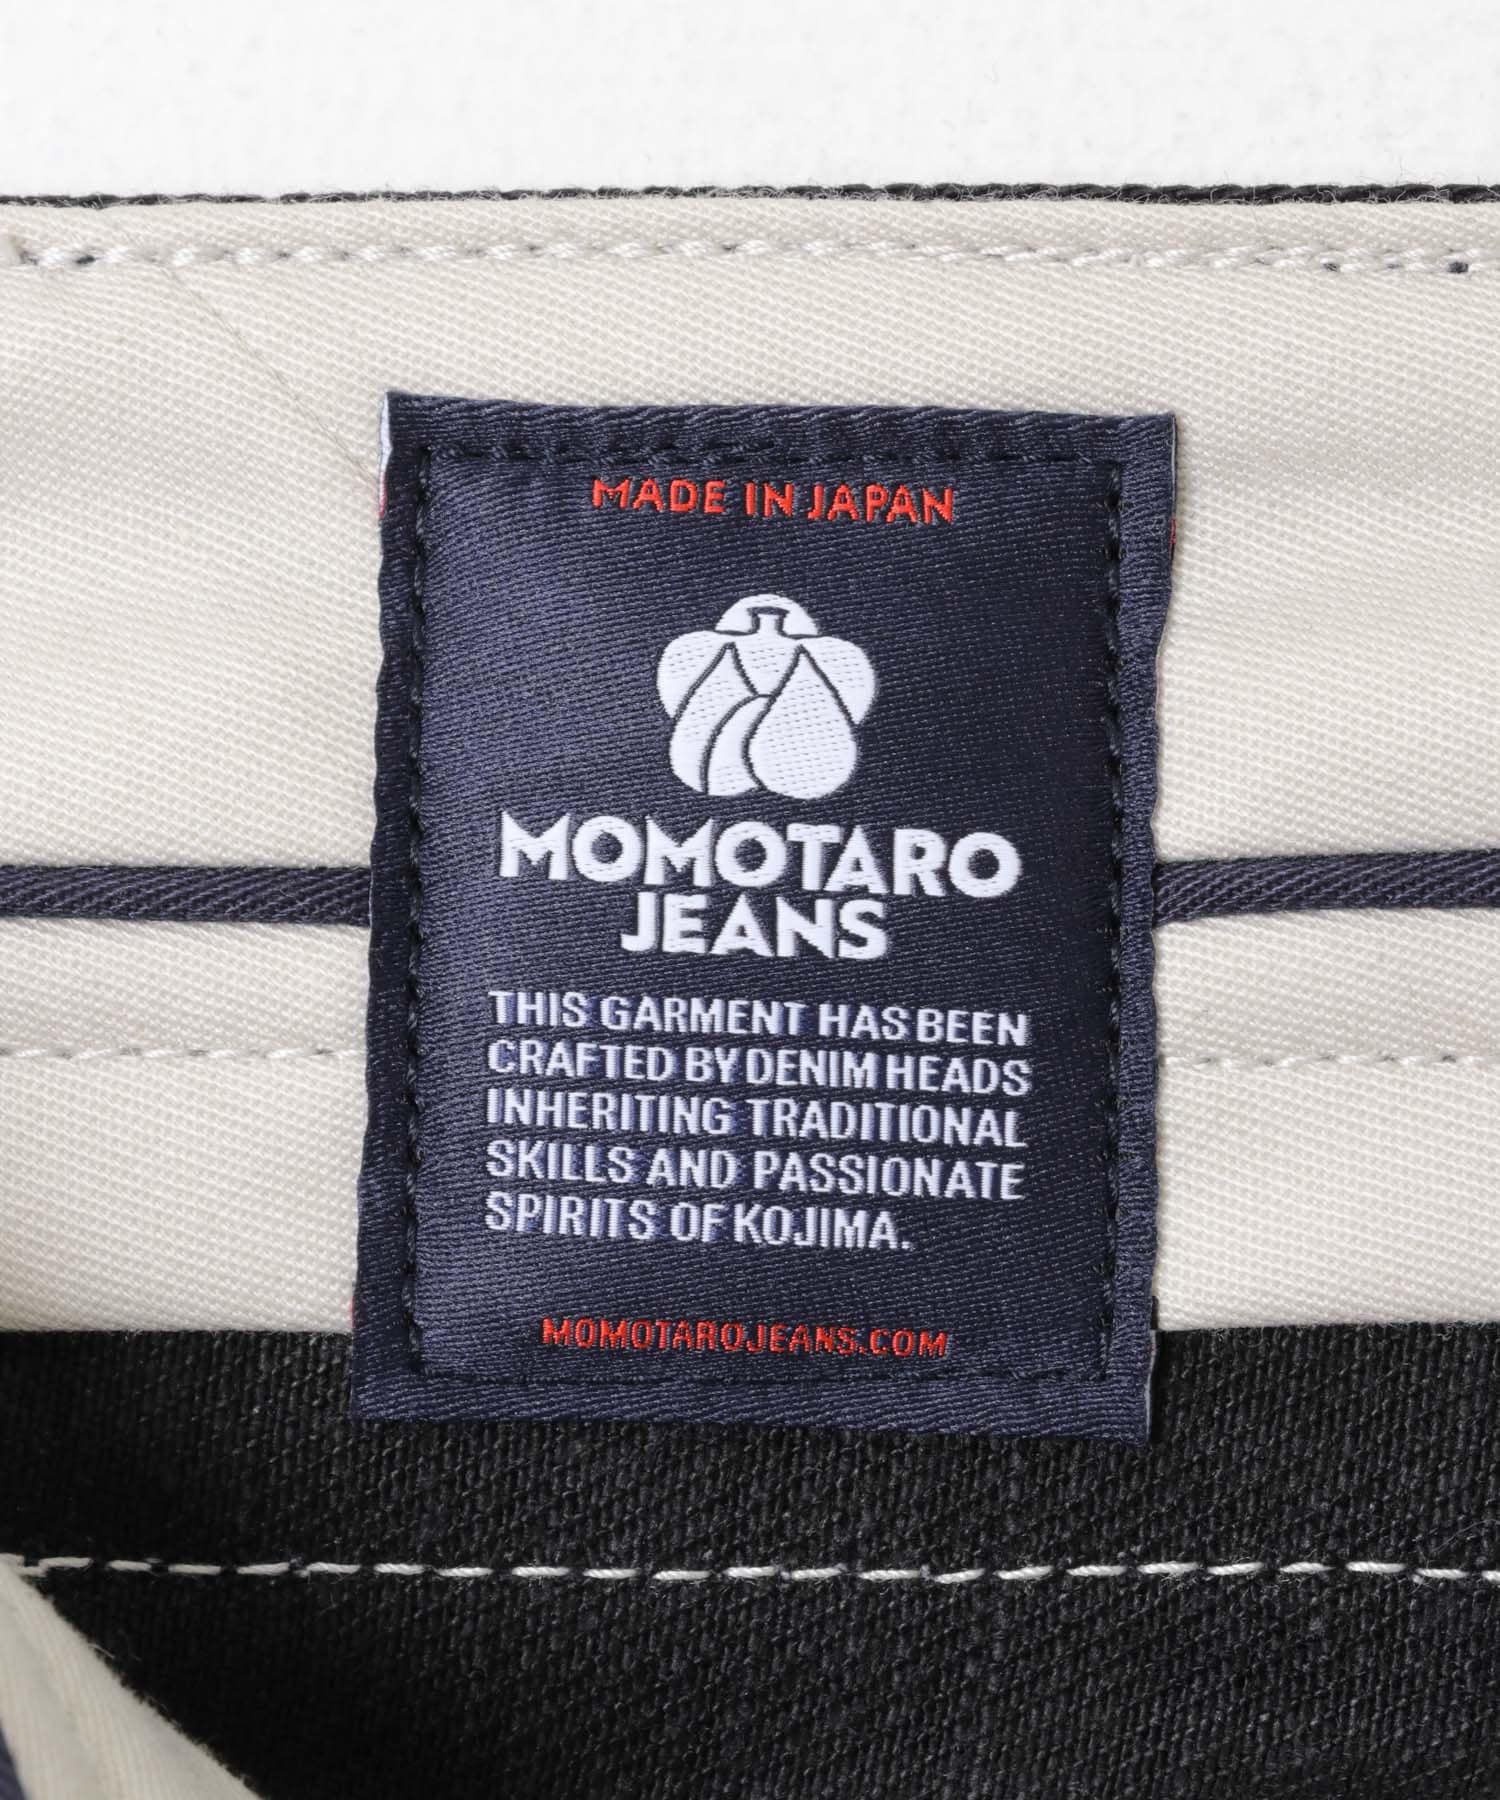 MADE IN JAPAN
MOMOTARO
JEANS
THIS GARMENT HAS BEEN
CRAFTED BY DENIM HEADS
INHERITING TRADITIONAL
SKILLS AND PASSIONATE
SPIRITS OF KOJIMA.
MOMOTAROJEANS.COM